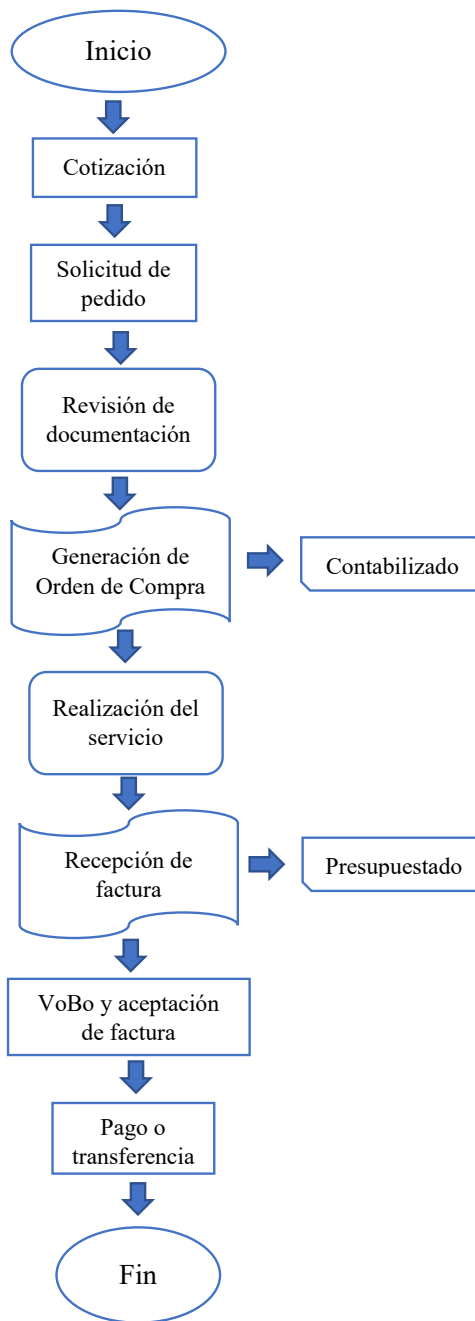 Inicio
Cotización
Solicitud de
pedido
Revisión de
documentación
Generación de
Orden de Compra
Contabilizado
Realización del
servicio
Recepción de
factura
Presupuestado
VoBo y aceptación
de factura
Pago o
transferencia
Fin